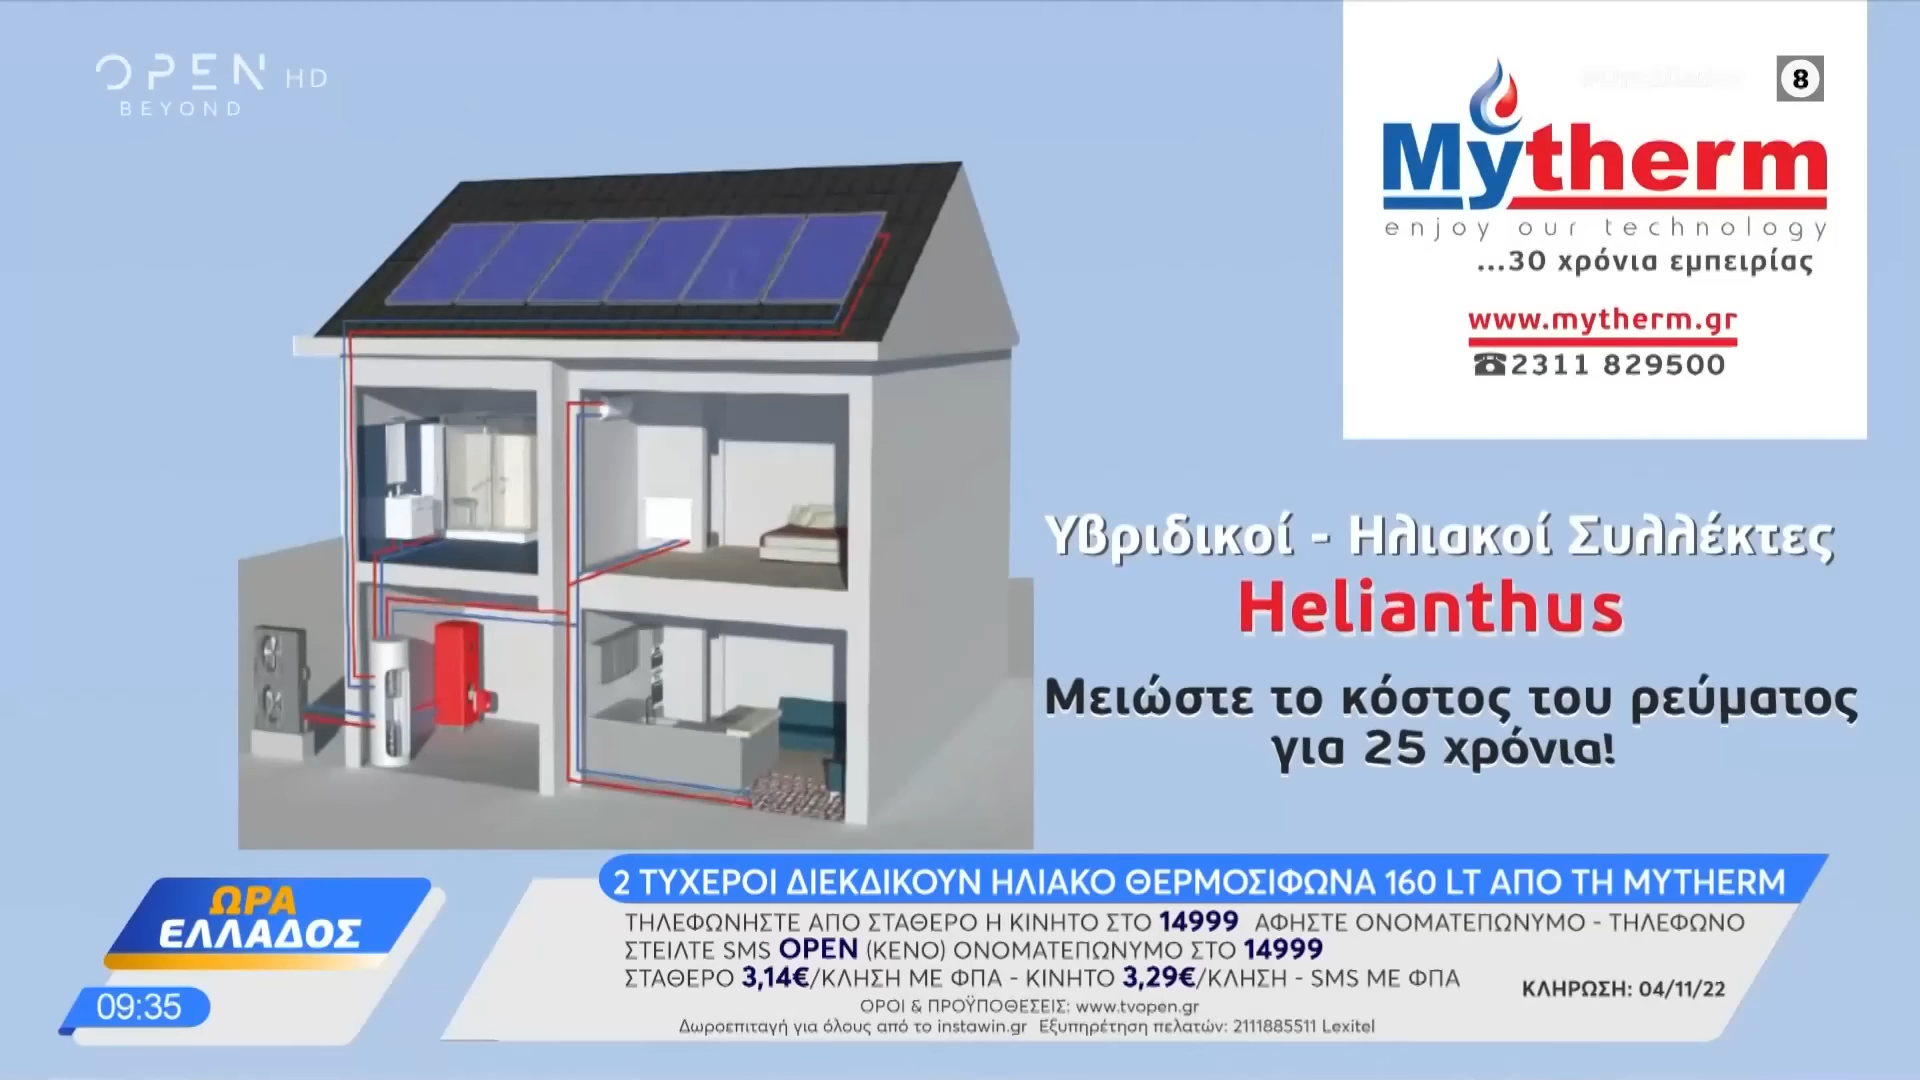 OPEN HD
BEYOND
8
Mytherm
enjoy our technology
...30 χρόνια εμπειρίας
www.mytherm.gr
☎2311 829500
Υβριδικοί - Ηλιακοί Συλλέκτες
Helianthus
Μειώστε το κόστος του ρεύματος
για 25 χρόνια!
2 ΤΥΧΕΡΟΙ ΔΙΕΚΔΙΚΟΥΝ ΗΛΙΑΚΟ ΘΕΡΜΟΣΙΦΩΝΑ 160 LT ΑΠΟ ΤΗ MYTHERM
ΤΗΛΕΦΩΝΗΣΤΕ ΑΠΟ ΣΤΑΘΕΡΟ Η ΚΙΝΗΤΟ ΣΤΟ 14999 ΑΦΗΣΤΕ ΟΝΟΜΑΤΕΠΩΝΥΜΟ - ΤΗΛΕΦΩΝΟ
ΣΤΕΙΛΤΕ SMS OPEN (ΚΕΝΟ) ΟΝΟΜΑΤΕΠΩΝΥΜΟ ΣΤΟ 14999
ΣΤΑΘΕΡΟ 3,14€/ΚΛΗΣΗ ΜΕ ΦΠΑ - ΚΙΝΗΤΟ 3,29€/ΚΛΗΣΗ - SMS ΜΕ ΦΠΑ
ΚΛΗΡΩΣΗ: 04/11/22
ΟΡΟΙ & ΠΡΟΫΠΟΘΕΣΕΙΣ: www.tvopen.gr
Δωροεπιταγή για όλους από το instawin.gr Εξυπηρέτηση πελατών: 2111885511 Lexitel
ΩΡΑ
ΕΛΛΑΔΟΣ
09:35